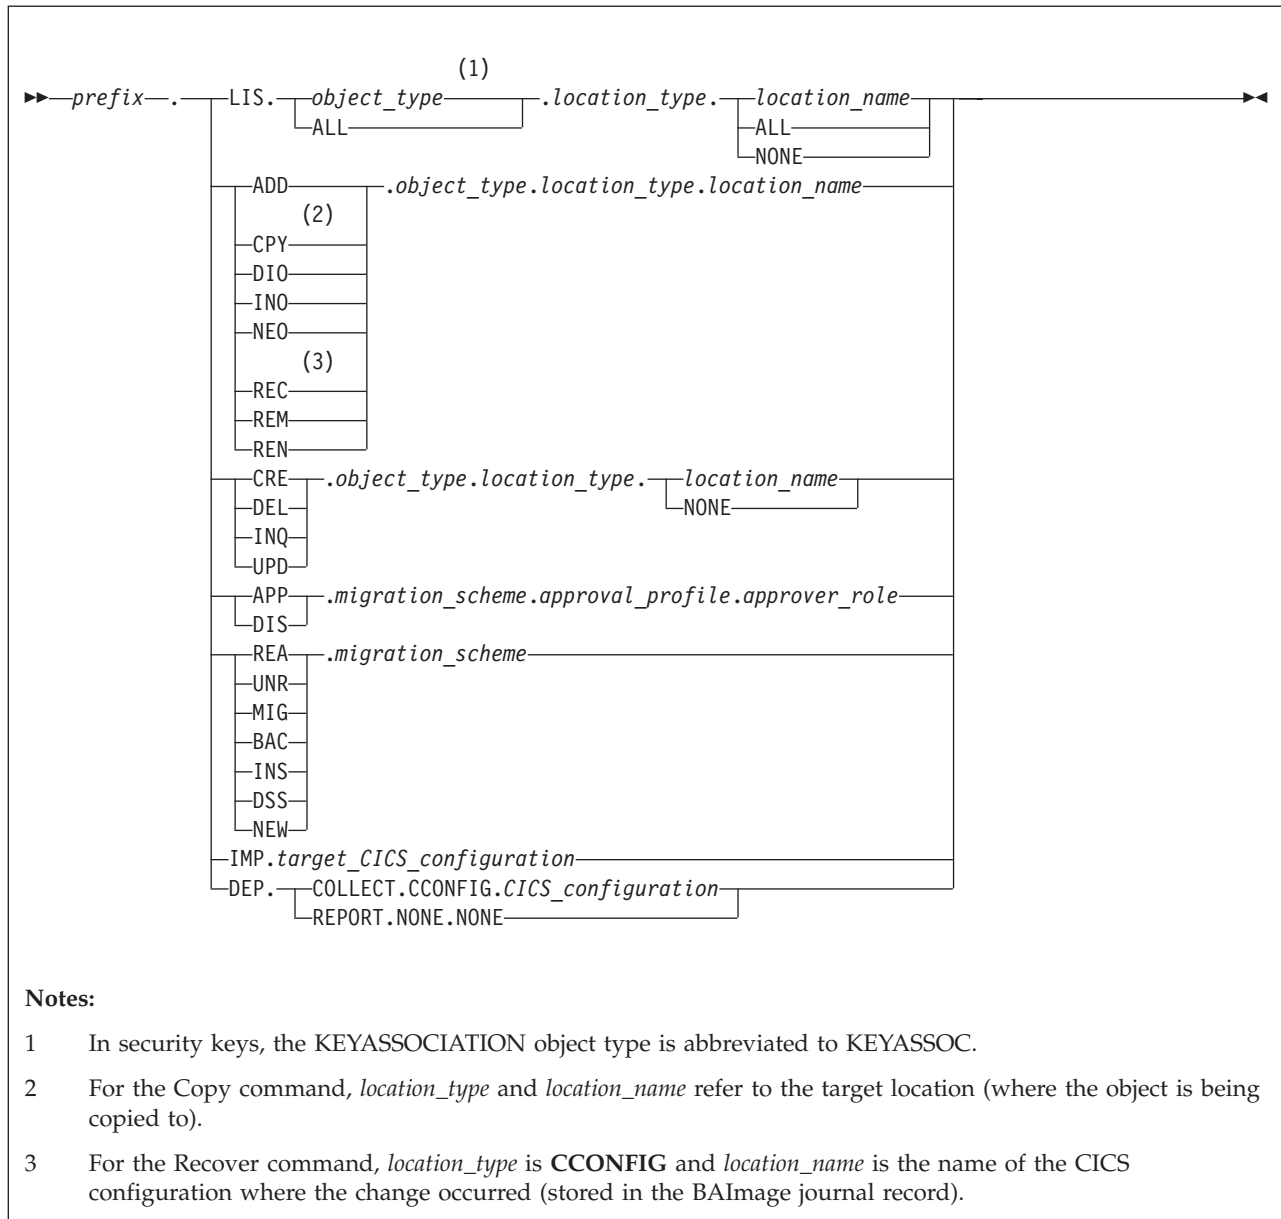 (1)
prefix . LIS. object_type .location_type. location_name
ALL ALL
NONE
ADD .object_type.location_type.location_name
(2)
CPY
DIO
INO
NEO
(3)
REC
REM
REN
CRE .object_type.location_type. location_name
DEL NONE
INQ
UPD
APP .migration_scheme.approval_profile.approver_role
DIS
REA .migration_scheme
UNR
MIG
BAC
INS
DSS
NEW
IMP.target_CICS_configuration
DEP. COLLECT.CCONFIG.CICS_configuration
REPORT.NONE.NONE
Notes:
1 In security keys, the KEYASSOCIATION object type is abbreviated to KEYASSOC.
2 For the Copy command, location_type and location_name refer to the target location (where the object is being
copied to).
3 For the Recover command, location_type is CCONFIG and location_name is the name of the CICS
configuration where the change occurred (stored in the BAImage journal record).